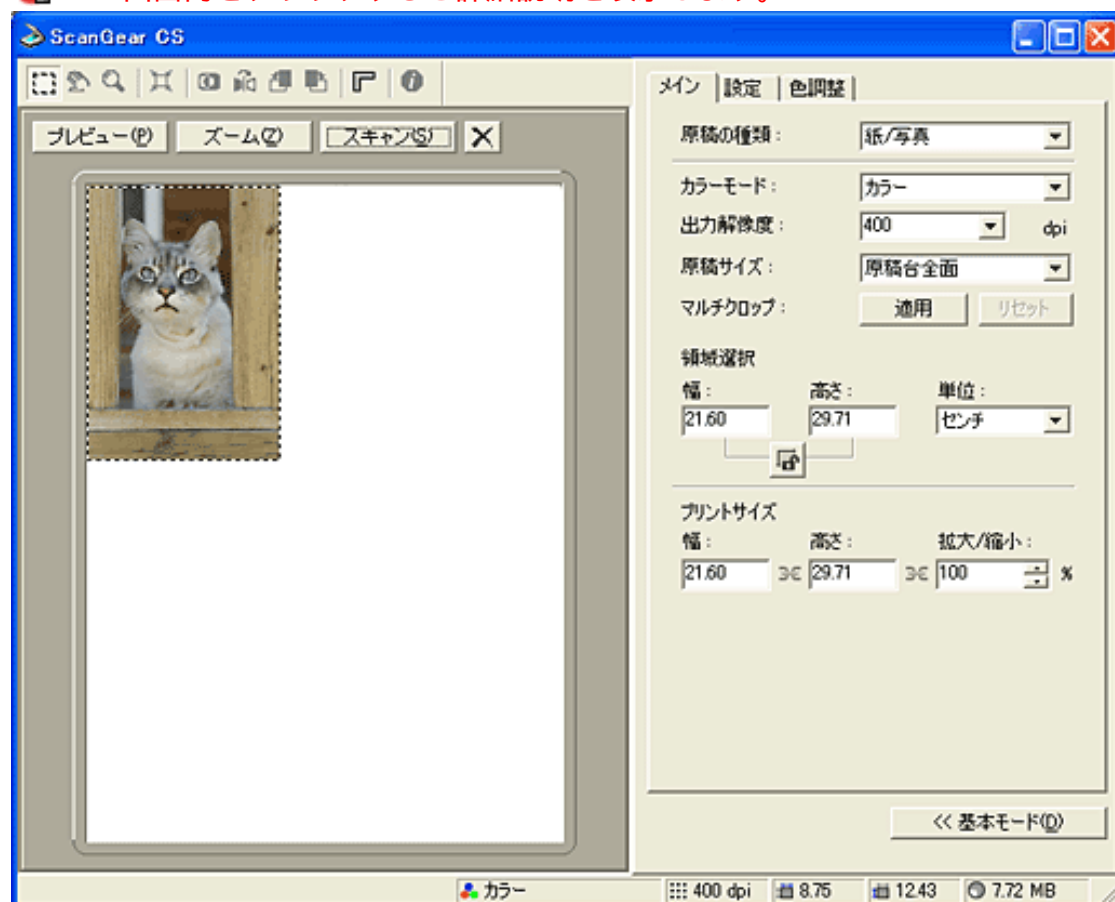 ScanGear CS
プレビュー(P) ズーム(Z) スキャン(S)
メイン 設定 色調整
原稿の種類: 紙/写真
カラーモード: カラー
出力解像度: 400 dpi
原稿サイズ: 原稿台全面
マルチクロップ: 適用 リセット
領域選択
幅: 高さ: 単位:
21.60 29.71 センチ
プリントサイズ
幅: 高さ: 拡大/縮小:
21.60 29.71 100 %
<< 基本モード(D)
カラー 400 dpi 8.75 12.43 7.72 MB